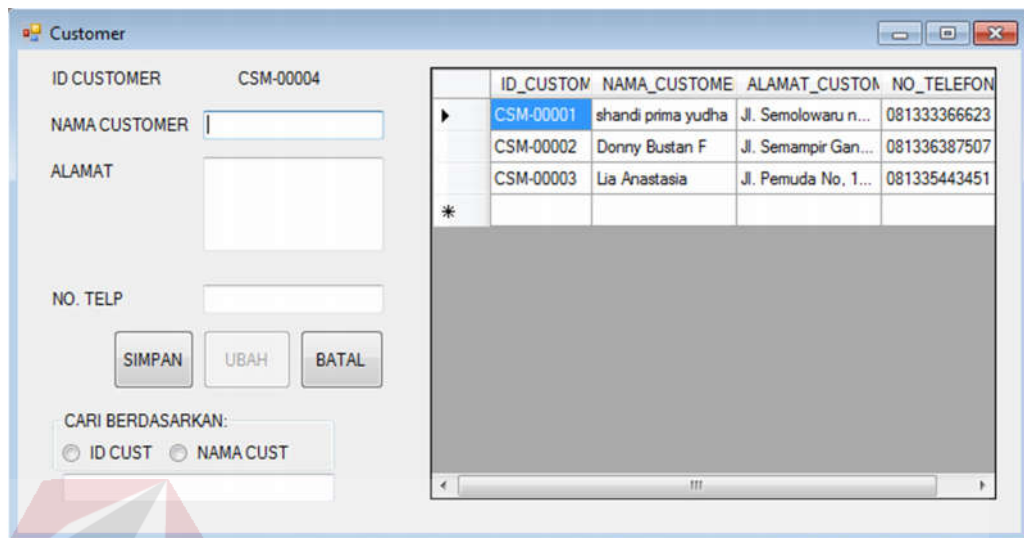 Customer
ID CUSTOMER CSM-00004
NAMA CUSTOMER
ALAMAT
NO. TELP
SIMPAN UBAH BATAL
CARI BERDASARKAN:
ID CUST NAMA CUST
ID_CUSTOM NAMA_CUSTOME ALAMAT_CUSTOM NO_TELEFON
CSM-00001 shandi prima yudha Jl. Semolowaru n... 081333366623
CSM-00002 Donny Bustan F Jl. Semampir Gan... 081336387507
CSM-00003 Lia Anastasia Jl. Pemuda No, 1... 081335443451